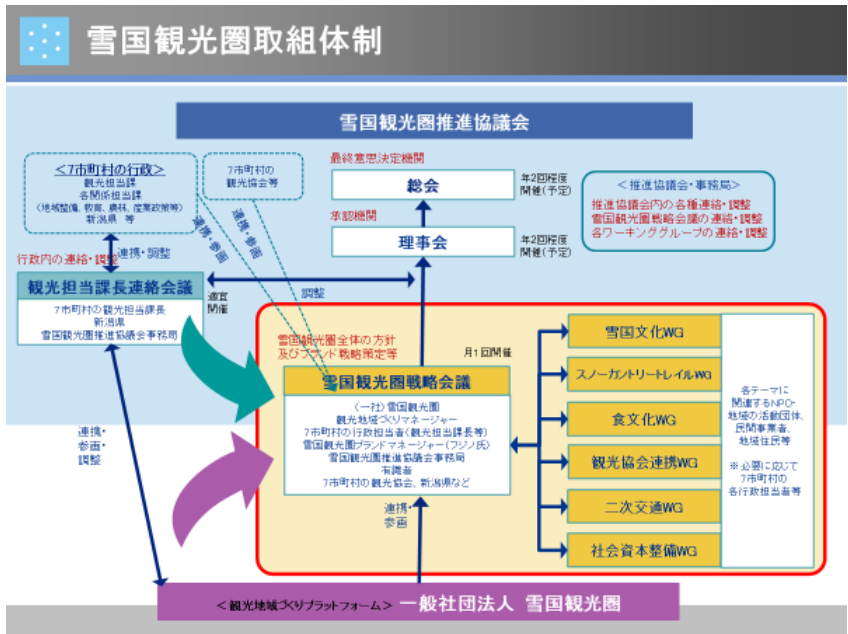 雪国観光圏取組体制
雪国観光圏推進協議会
<7市町村の行政>
観光担当課
各関係担当課
(地域整備、教育、農林、産業政策等)
新潟県 等
7市町村の
観光協会等
最終意思決定機関
総会
年2回程度
開催(予定)
承認機関
理事会
年2回程度
開催(予定)
<推進協議会・事務局>
推進協議会内の各種連絡・調整
雪国観光圏戦略会議の連絡・調整
各ワーキンググループの連絡・調整
連携・参画
連携・参画
連携・調整
行政内の連絡・調整
観光担当課長連絡会議
7市町村の観光担当課長
新潟県
雪国観光圏推進協議会事務局
適宜
開催
調整
雪国観光圏全体の方針
及びブランド戦略策定等
月1回開催
雪国観光圏戦略会議
(一社)雪国観光圏
観光地域づくりマネージャー
7市町村の行政担当者(観光担当課長等)
雪国観光圏ブランドマネージャー(フジノ氏)
雪国観光圏推進協議会事務局
有識者
7市町村の観光協会、新潟県など
雪国文化WG
スノーカントリートレイルWG
食文化WG
観光協会連携WG
二次交通WG
社会資本整備WG
各テーマに
関連するNPO・
地域の活動団体、
民間事業者、
地域住民等
※必要に応じて
7市町村の
各行政担当者等
連携・
参画・
調整
連携・
参画
<観光地域づくりプラットフォーム> 一般社団法人 雪国観光圏